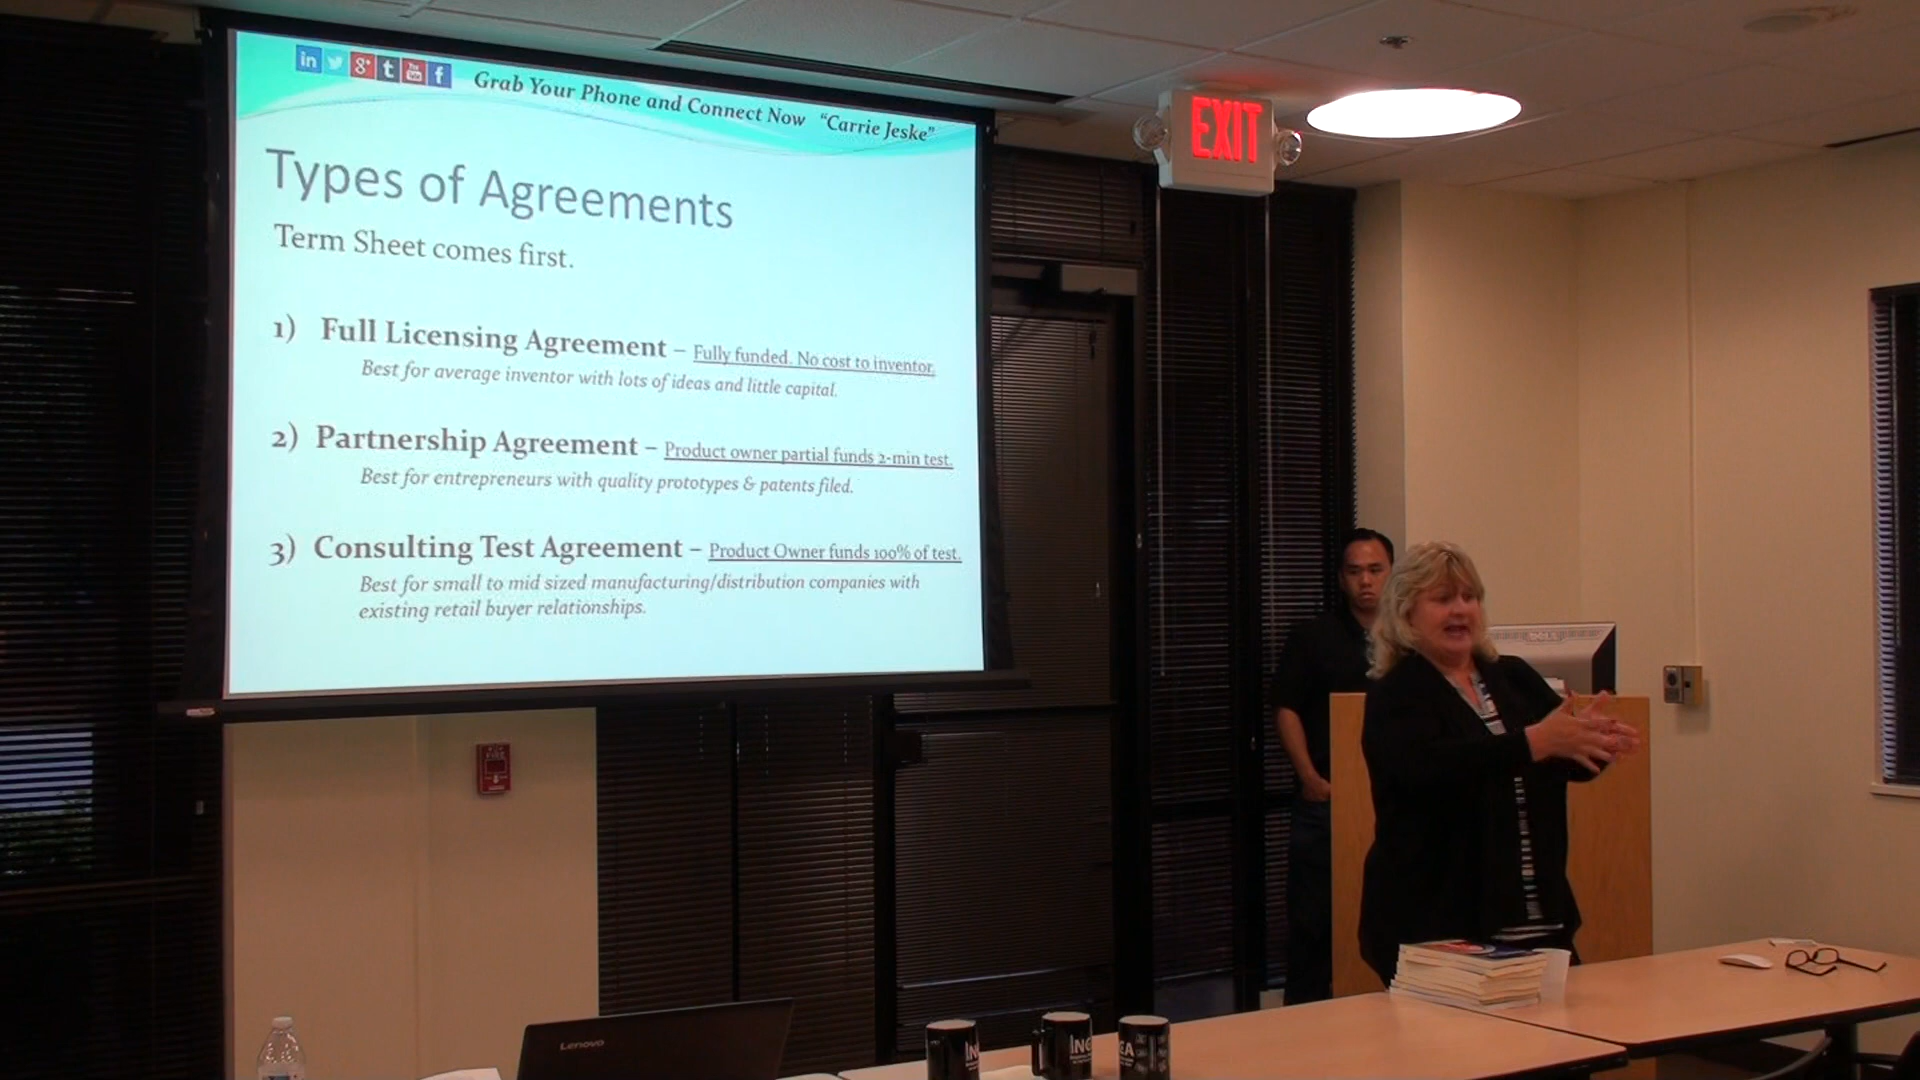 in g+ t You Tube f Grab Your Phone and Connect Now "Carrie Jeske"
EXIT
Types of Agreements
Term Sheet comes first.
1) Full Licensing Agreement – Fully funded. No cost to inventor.
Best for average inventor with lots of ideas and little capital.
2) Partnership Agreement – Product owner partial funds 2-min test.
Best for entrepreneurs with quality prototypes & patents filed.
3) Consulting Test Agreement – Product Owner funds 100% of test.
Best for small to mid sized manufacturing/distribution companies with
existing retail buyer relationships.
Lenovo